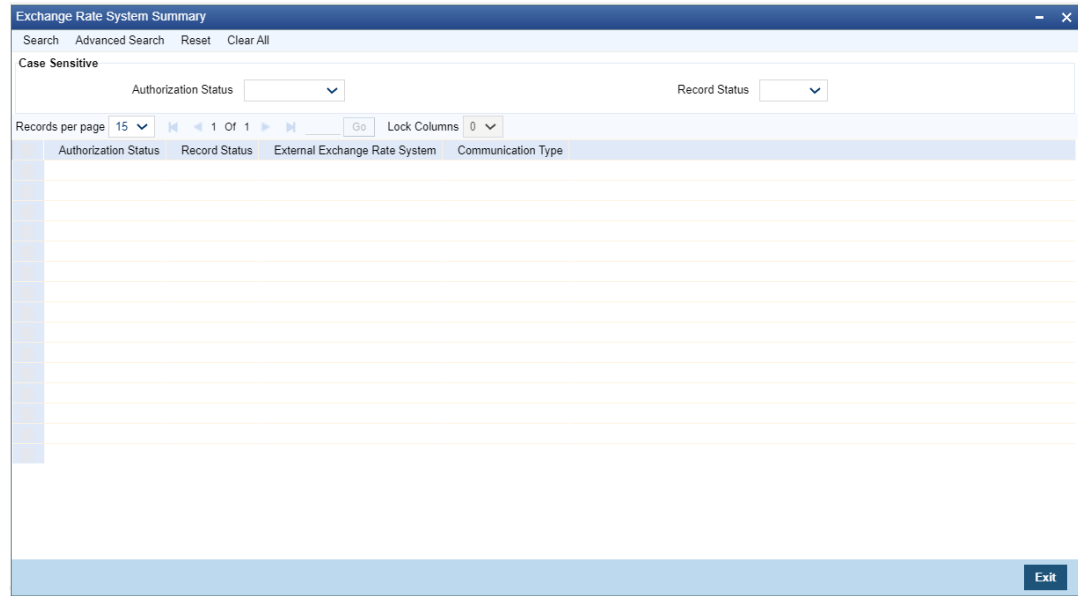 Exchange Rate System Summary
Search Advanced Search Reset Clear All
Case Sensitive
Authorization Status Record Status
Records per page 15 1 Of 1 Go Lock Columns 0
Authorization Status Record Status External Exchange Rate System Communication Type
Exit